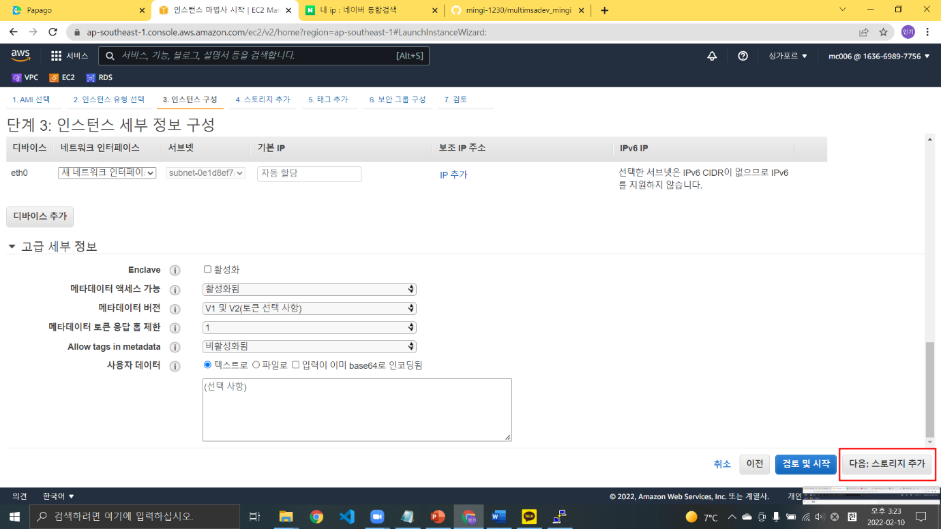 Papago
인스턴스 마법사 시작 | EC2 Ma
내 ip : 네이버 통합검색
mingi-1230/multimsadev_mingi
ap-southeast-1.console.aws.amazon.com/ec2/v2/home?region=ap-southeast-1#LaunchInstanceWizard:
민기
aws
서비스
서비스, 기능, 블로그, 설명서 등을 검색합니다.
[Alt+S]
싱가포르
mc006 @ 1636-6989-7756
VPC
EC2
RDS
1. AMI 선택
2. 인스턴스 유형 선택
3. 인스턴스 구성
4. 스토리지 추가
5. 태그 추가
6. 보안 그룹 구성
7. 검토
단계 3: 인스턴스 세부 정보 구성
디바이스
네트워크 인터페이스
서브넷
기본 IP
보조 IP 주소
IPv6 IP
eth0
새 네트워크 인터페이.
subnet-0e1d8ef7.
자동 할당
IP 추가
선택한 서브넷은 IPv6 CIDR이 없으므로 IPv6
를 지원하지 않습니다.
디바이스 추가
고급 세부 정보
Enclave
활성화
메타데이터 액세스 가능
활성화됨
메타데이터 버전
V1 및 V2(토큰 선택 사항)
메타데이터 토큰 응답 홉 제한
1
Allow tags in metadata
비활성화됨
사용자 데이터
텍스트로
파일로
입력이 이미 base64로 인코딩됨
(선택 사항)
취소
이전
검토 및 시작
다음: 스토리지 추가
의견
한국어
© 2022, Amazon Web Services, Inc. 또는 계열사.
개인
검색하려면 여기에 입력하십시오.
7°C
한
오후 3:23
2022-02-10